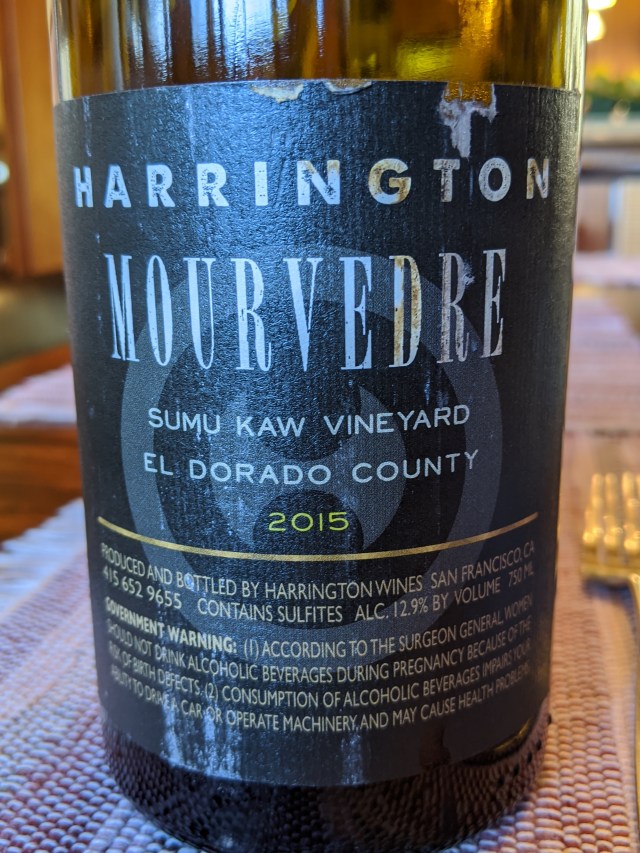 HARRINGTON
MOURVEDRE
SUMU KAW VINEYARD
EL DORADO COUNTY
2015
PRODUCED AND BOTTLED BY HARRINGTON WINES SAN FRANCISCO, CA
415 652 9655 CONTAINS SULFITES ALC. 12.9% BY VOLUME 750 ML
GOVERNMENT WARNING: (1) ACCORDING TO THE SURGEON GENERAL, WOMEN
SHOULD NOT DRINK ALCOHOLIC BEVERAGES DURING PREGNANCY BECAUSE OF THE
RISK OF BIRTH DEFECTS. (2) CONSUMPTION OF ALCOHOLIC BEVERAGES IMPAIRS YOUR
ABILITY TO DRIVE A CAR OR OPERATE MACHINERY, AND MAY CAUSE HEALTH PROBLEMS.